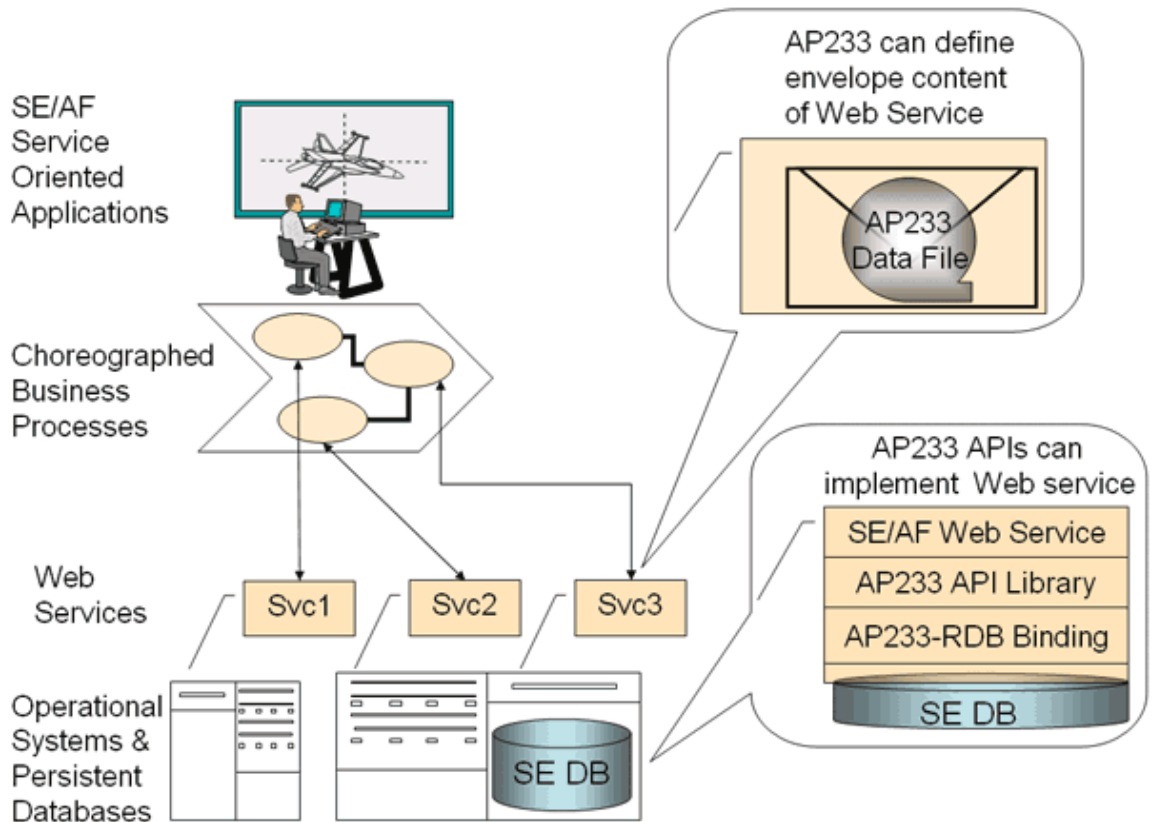 SE/AF
Service
Oriented
Applications
AP233 can define
envelope content
of Web Service
AP233
Data File
Choreographed
Business
Processes
AP233 APIs can
implement Web service
SE/AF Web Service
AP233 API Library
AP233-RDB Binding
SE DB
Web
Services
Svc1
Svc2
Svc3
Operational
Systems &
Persistent
Databases
SE DB